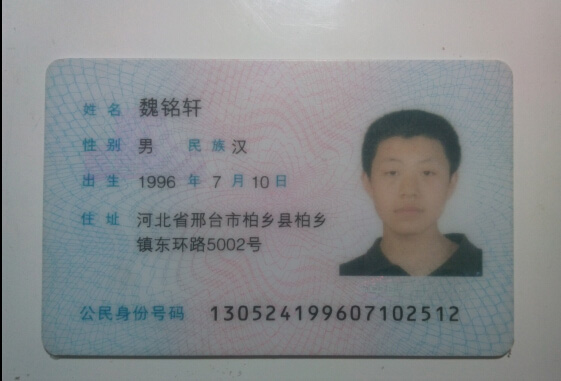 姓名 魏铭轩
性别 男 民族 汉
出生 1996 年 7 月 10 日
住址 河北省邢台市柏乡县柏乡
镇东环路5002号
公民身份号码 130524199607102512